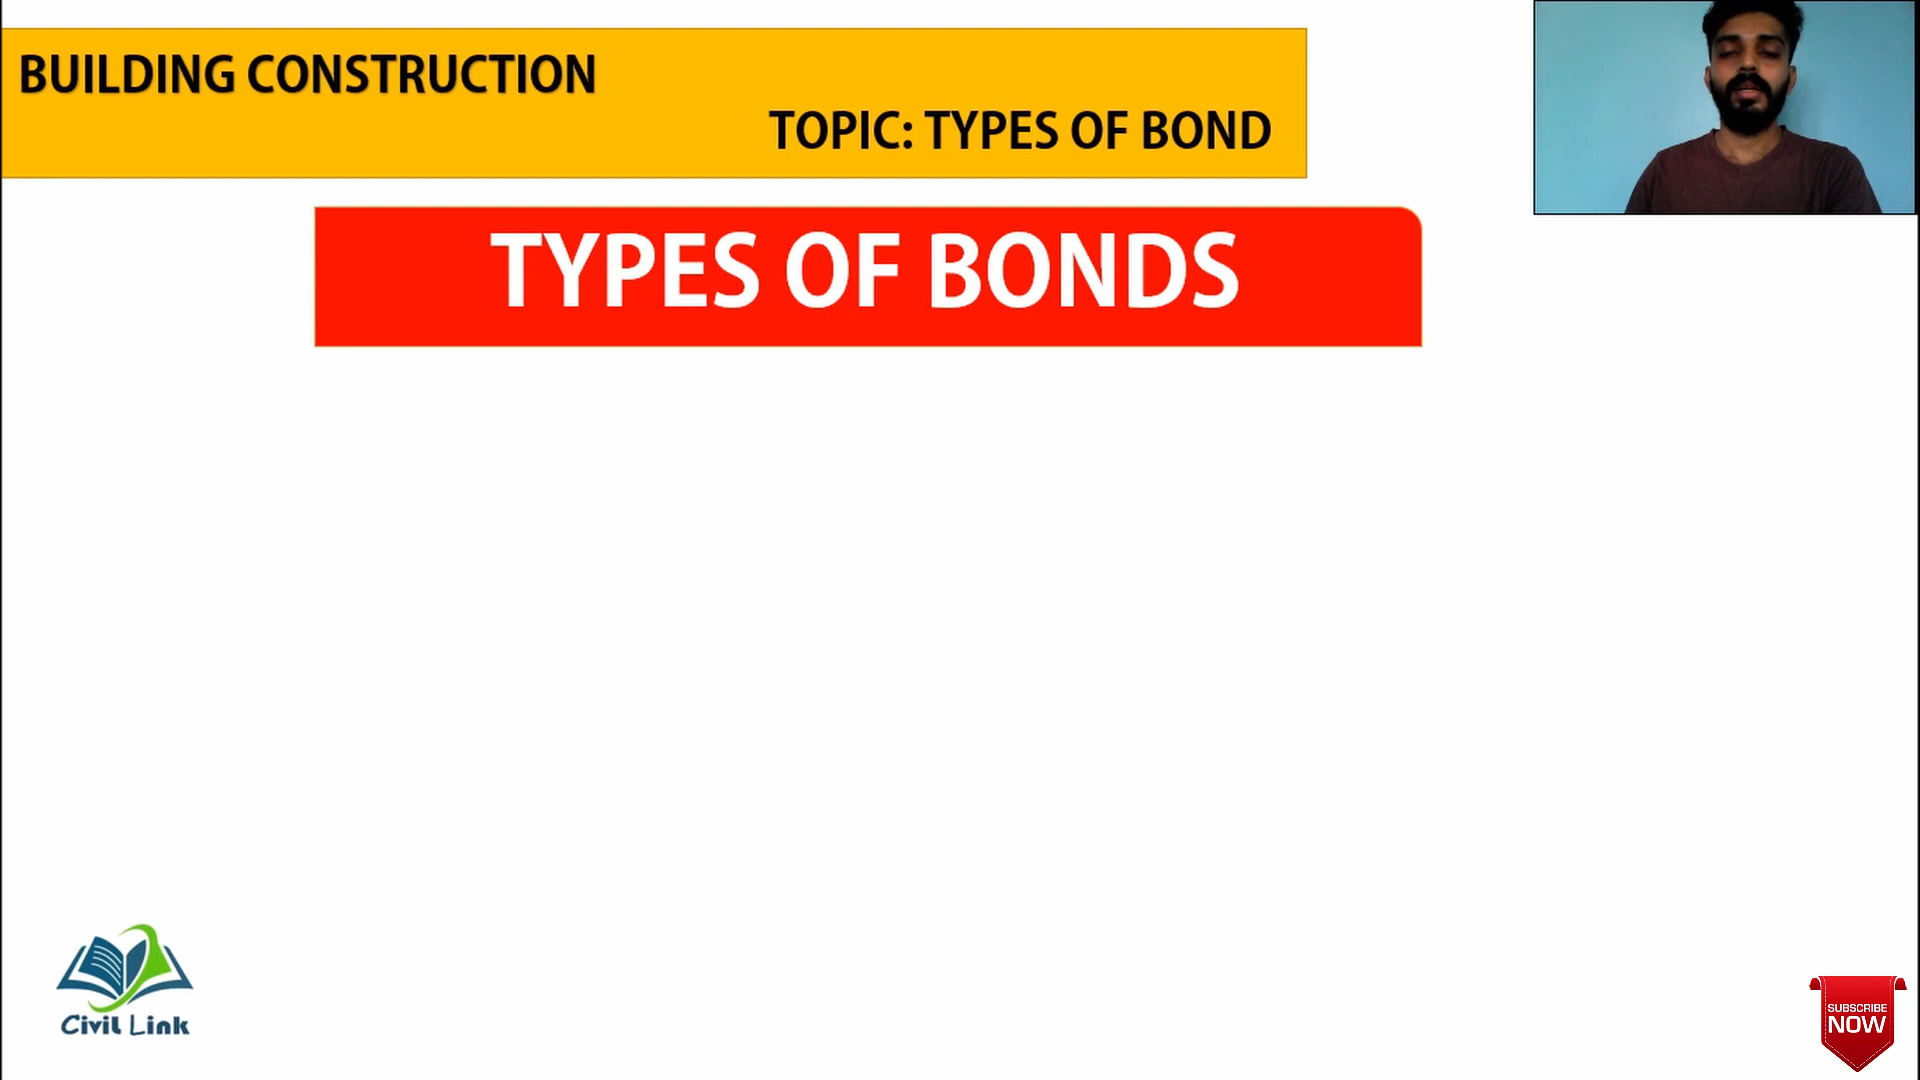 BUILDING CONSTRUCTION
TOPIC: TYPES OF BOND
TYPES OF BONDS
Civil Link
SUBSCRIBE
NOW